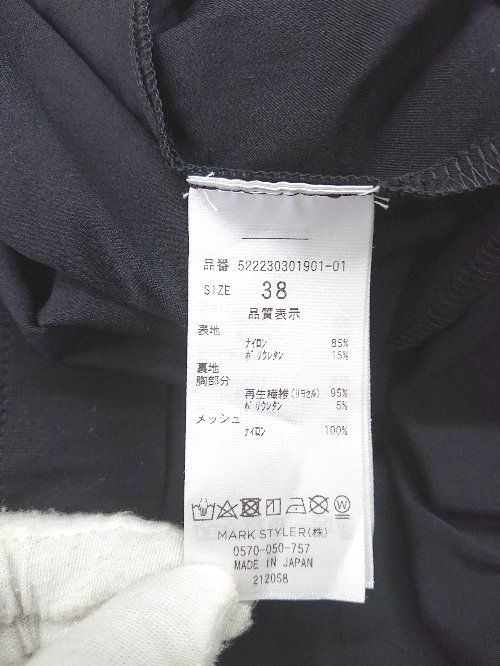 品番 522230301901-01
SIZE 38
品質表示
表地
ナイロン 85%
ポリウレタン 15%
裏地
胸部分
再生繊維(リヨセル) 95%
ポリウレタン 5%
メッシュ
ナイロン 100%
MARK STYLER(株)
0570-050-757
MADE IN JAPAN
212058